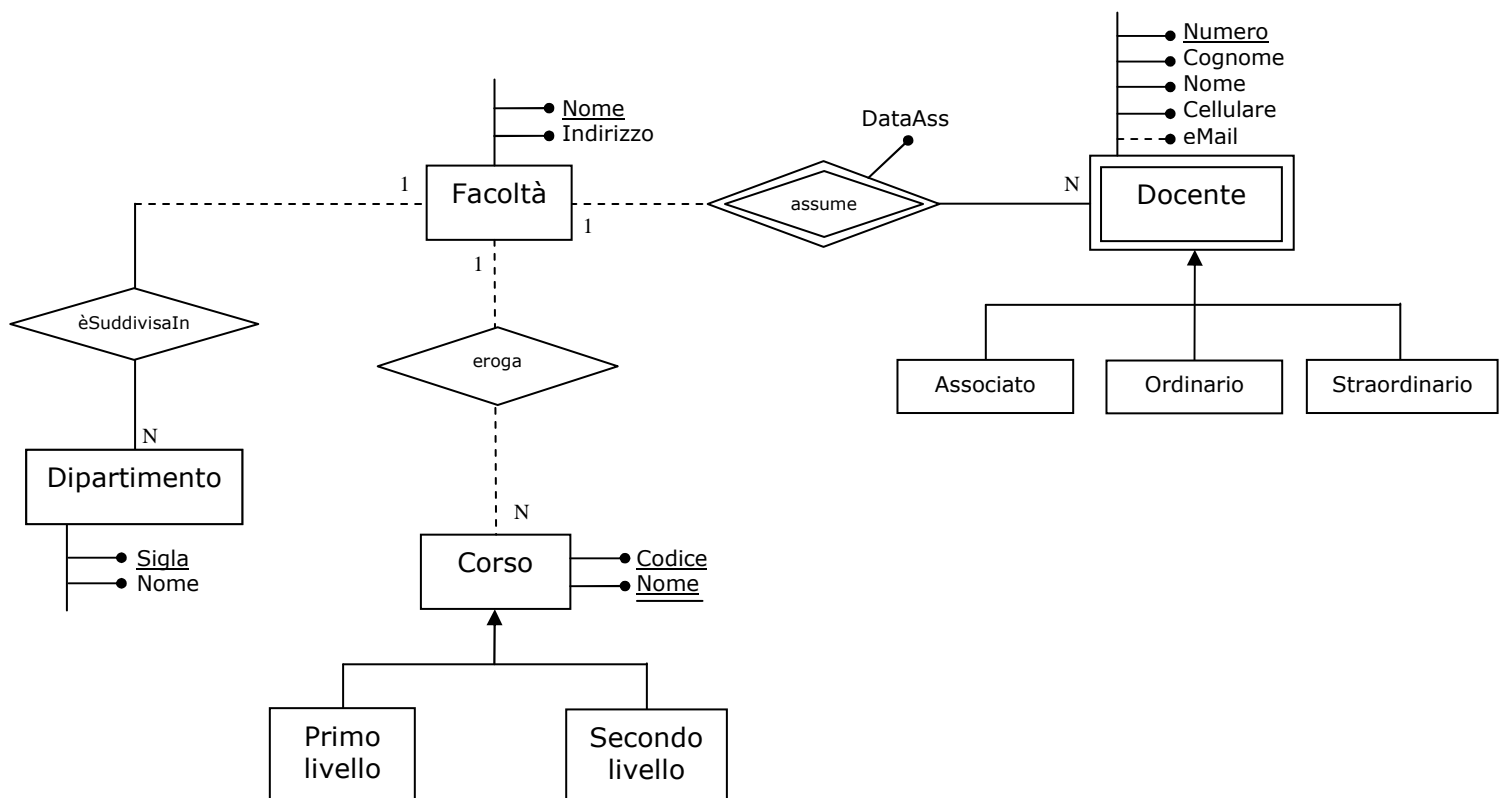 Numero
Cognome
Nome
Cellulare
eMail
Nome
Indirizzo
DataAss
1
Facoltà
1
assume
N
Docente
1
èSuddivisaIn
eroga
Associato
Ordinario
Straordinario
N
Dipartimento
N
Sigla
Nome
Corso
Codice
Nome
Primo
livello
Secondo
livello